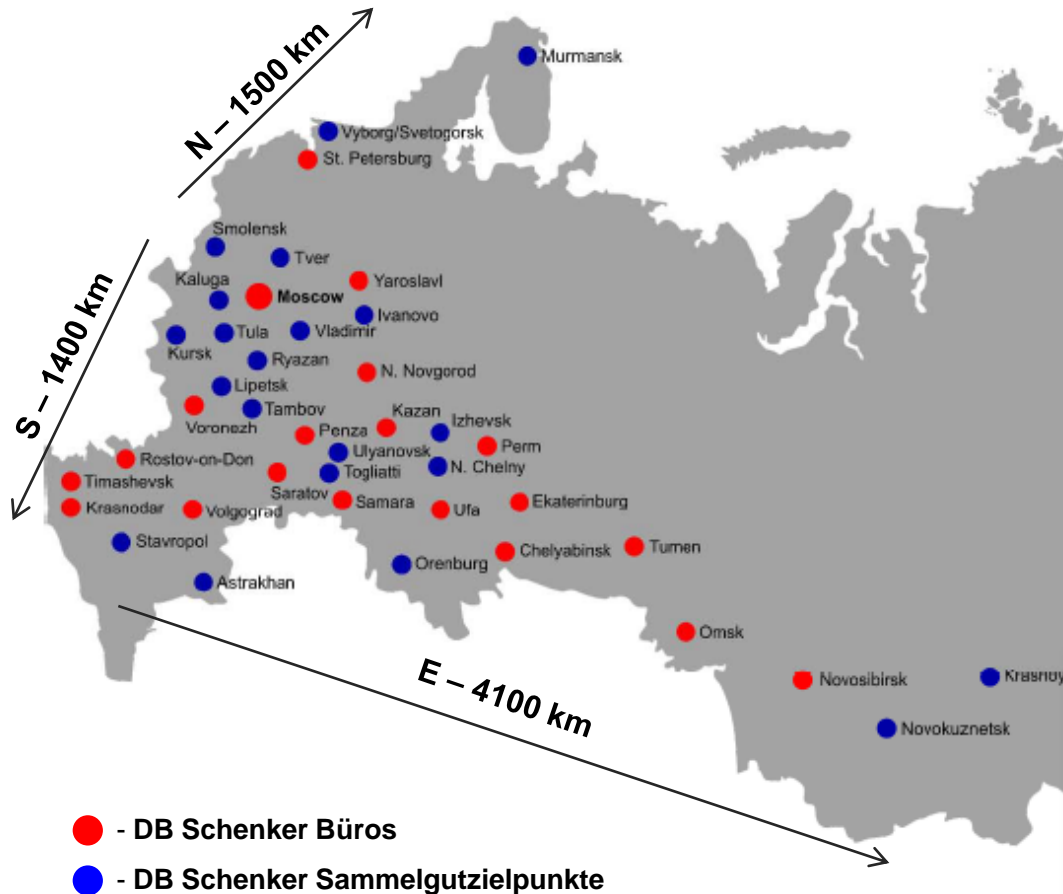 N – 1500 km
Murmansk
Vyborg/Svetogorsk
St. Petersburg
Smolensk
Tver
Kaluga
Yaroslavl
Moscow
Ivanovo
Tula
Vladimir
Kursk
Ryazan
N. Novgorod
Lipetsk
Tambov
Kazan
Izhevsk
Voronezh
Penza
Perm
Ulyanovsk
S – 1400 km
Rostov-on-Don
Togliatti
N. Chelny
Timashevsk
Saratov
Samara
Ekaterinburg
Krasnodar
Volgograd
Ufa
Stavropol
Chelyabinsk
Tumen
Orenburg
Astrakhan
Omsk
E – 4100 km
Novosibirsk
Krasnoy
Novokuznetsk
- DB Schenker Büros
- DB Schenker Sammelgutzielpunkte